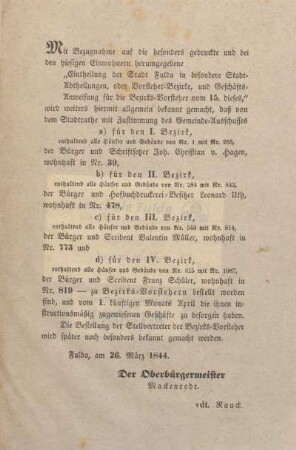 Mit Bezugnahme auf die besonders gedruckte und bei
den hiesigen Einwohnern herumgegebene
„Eintheilung der Stadt Fulda in besondere Stadt-
Abtheilungen, oder Vorsteher-Bezirke, und Geschäfts-
Anweisung für die Bezirks-Vorsteher vom 15. dieses,“
wird weiters hiermit allgemein bekannt gemacht, daß von
dem Stadtrathe mit Zustimmung des Gemeinde-Ausschusses
a) für den I. Bezirk,
enthaltend alle Häuser und Gebäude von Nr. 1 mit Nr. 283,
der Bürger und Schriftsetzer Joh. Christian v. Hagen,
wohnhaft in Nr. 39,
b) für den II. Bezirk,
enthaltend alle Häuser und Gebäude von Nr. 284 mit Nr. 542,
der Bürger und Hofbuchdruckerei-Besitzer Leonard Uth,
wohnhaft in Nr. 478,
c) für den III. Bezirk,
enthaltend alle Häuser und Gebäude von Nr. 543 mit Nr. 814,
der Bürger und Scribent Valentin Müller, wohnhaft in
Nr. 773 und
d) für den IV. Bezirk,
enthaltend alle Häuser und Gebäude von Nr. 815 mit Nr. 1067,
der Bürger und Scribent Franz Schüler, wohnhaft in
Nr. 819 — zu Bezirks-Vorstehern bestellt worden
sind, und vom 1. künftigen Monats April die ihnen in-
structionsmäßig zugewiesenen Geschäfte zu besorgen haben.
Die Bestellung der Stellvertreter der Bezirks-Vorsteher
wird später noch besonders bekannt gemacht werden.
Fulda, am 26. März 1844.
Der Oberbürgermeister
Mackenrodt.
vdt. Rauck.